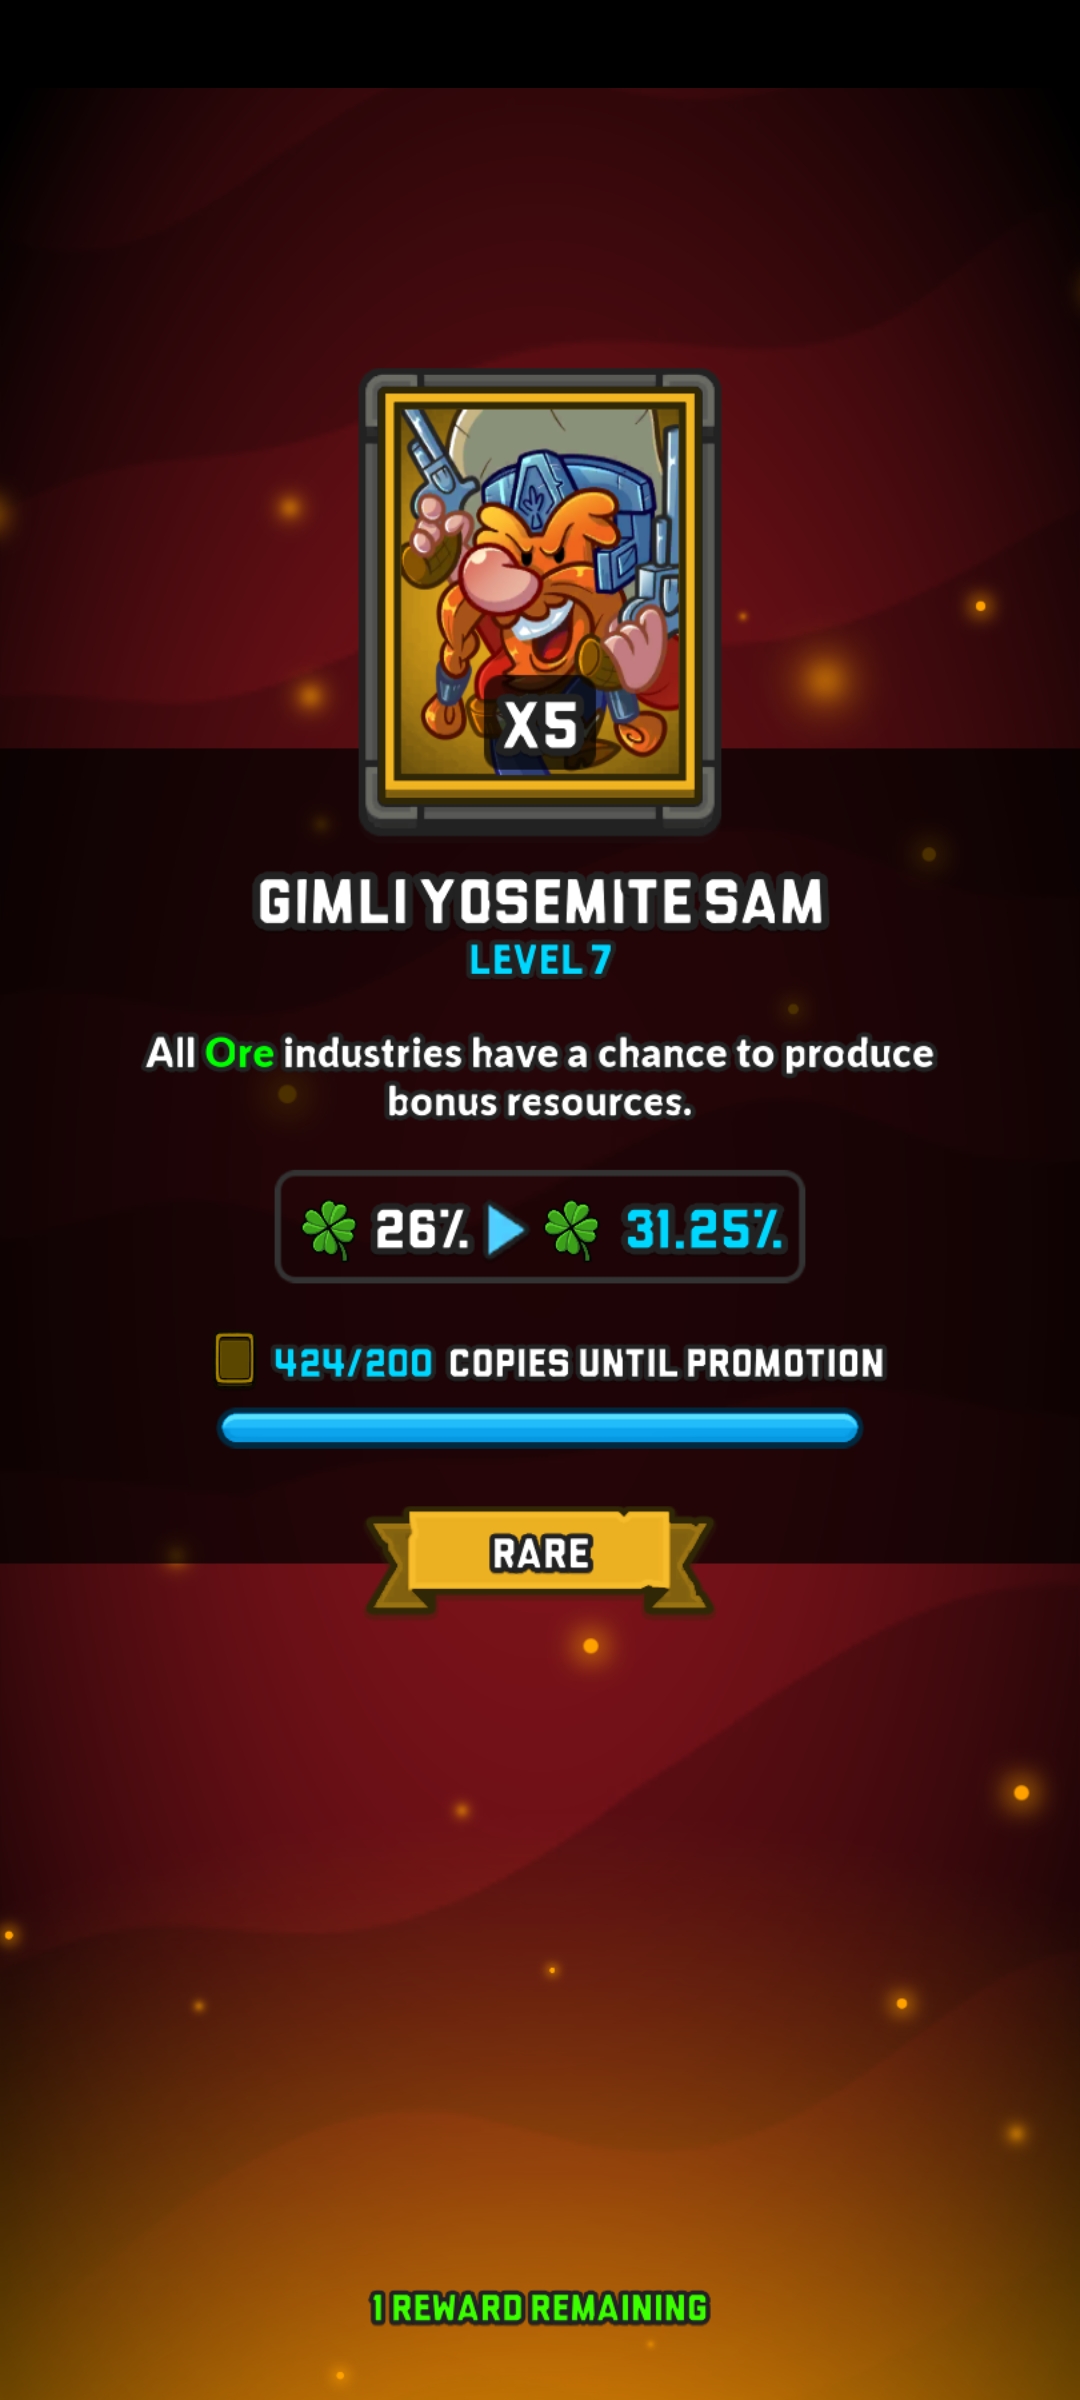 X5
GIMLI YOSEMITE SAM
LEVEL 7
All Ore industries have a chance to produce
bonus resources.
26% 31.25%
424/200 COPIES UNTIL PROMOTION
RARE
1 REWARD REMAINING